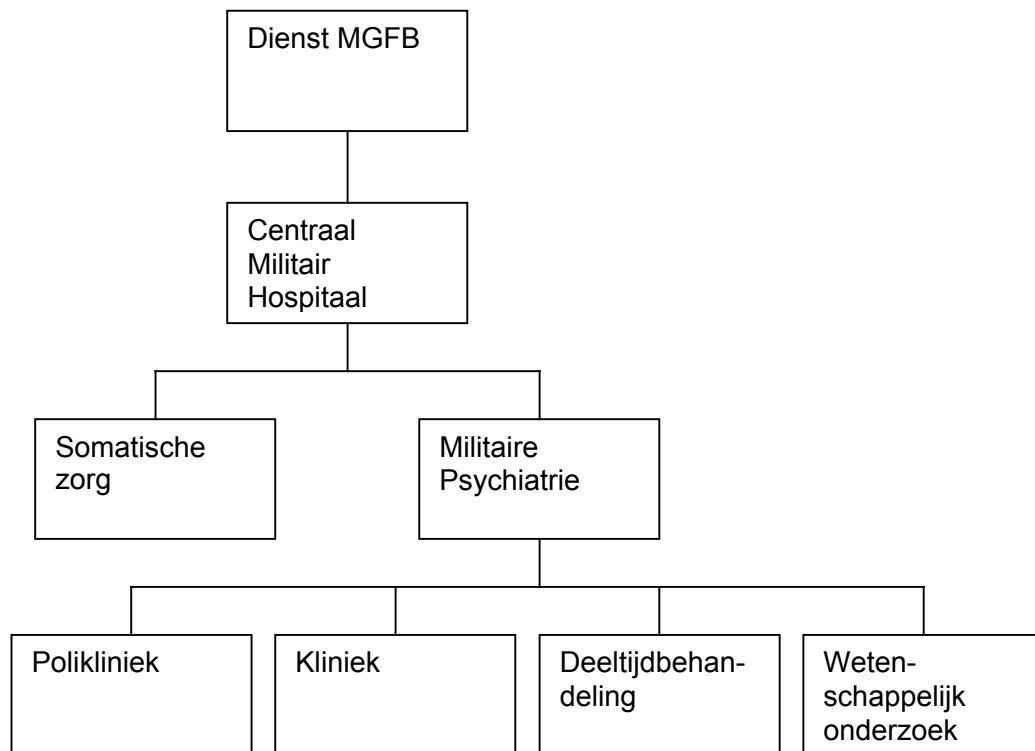 Dienst MGFB
Centraal
Militair
Hospitaal
Somatische
zorg
Militaire
Psychiatrie
Polikliniek
Kliniek
Deeltijdbehan-
deling
Weten-
schappelijk
onderzoek